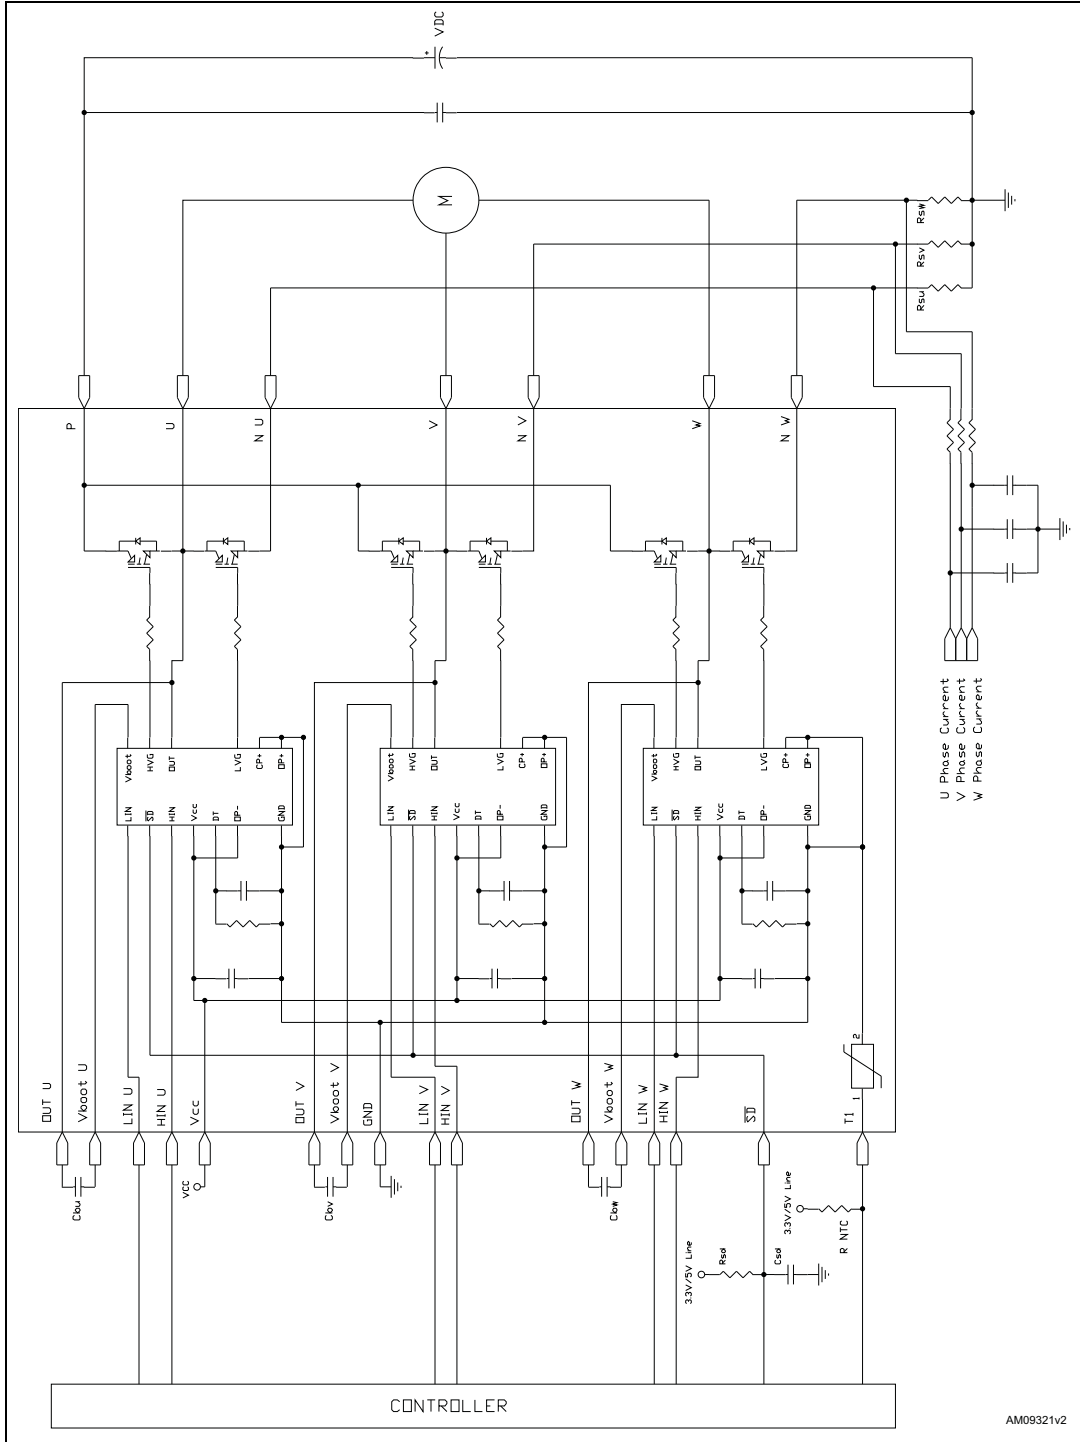 VDC
+
M
Rsw
Rsv
Rsu
P
U
N U
V
N V
W
N W
U Phase Current
V Phase Current
W Phase Current
Vboot
HVG
OUT
LVG
CP+
OP+
LIN
SD
HIN
Vcc
DT
OP-
GND
Vboot
HVG
OUT
LVG
CP+
OP+
LIN
SD
HIN
Vcc
DT
OP-
GND
Vboot
HVG
OUT
LVG
CP+
OP+
LIN
SD
HIN
Vcc
DT
OP-
GND
2
1
OUT U
Vboot U
LIN U
HIN U
Vcc
OUT V
Vboot V
GND
LIN V
HIN V
OUT W
Vboot W
LIN W
HIN W
SD
T1
Cbu
VCC
Cbv
Cbw
3.3V/5V Line
R NTC
3.3V/5V Line
Rsd
Csd
CONTROLLER
AM09321v2